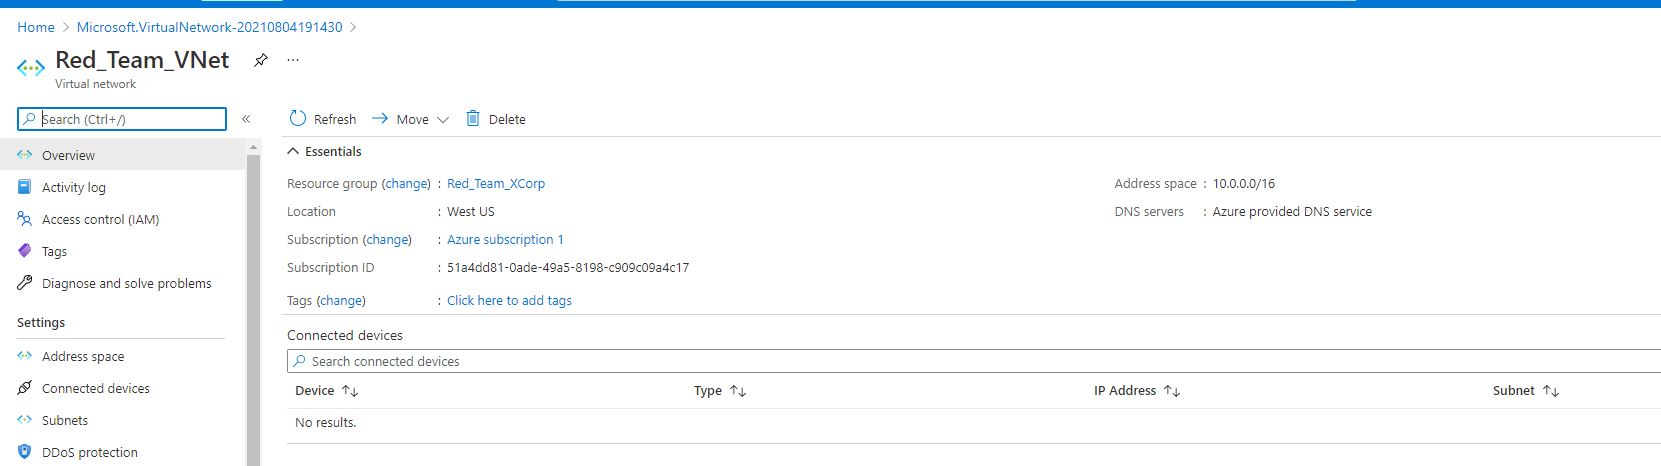 Home > Microsoft.VirtualNetwork-20210804191430 >
Red_Team_VNet ...
Virtual network
Search (Ctrl+/) «
Overview
Activity log
Access control (IAM)
Tags
Diagnose and solve problems
Settings
Address space
Connected devices
Subnets
DDoS protection
Refresh Move Delete
Essentials
Resource group (change) : Red_Team_XCorp
Location : West US
Subscription (change) : Azure subscription 1
Subscription ID : 51a4dd81-0ade-49a5-8198-c909c09a4c17
Tags (change) : Click here to add tags
Address space : 10.0.0.0/16
DNS servers : Azure provided DNS service
Connected devices
Search connected devices
Device Type IP Address Subnet
No results.